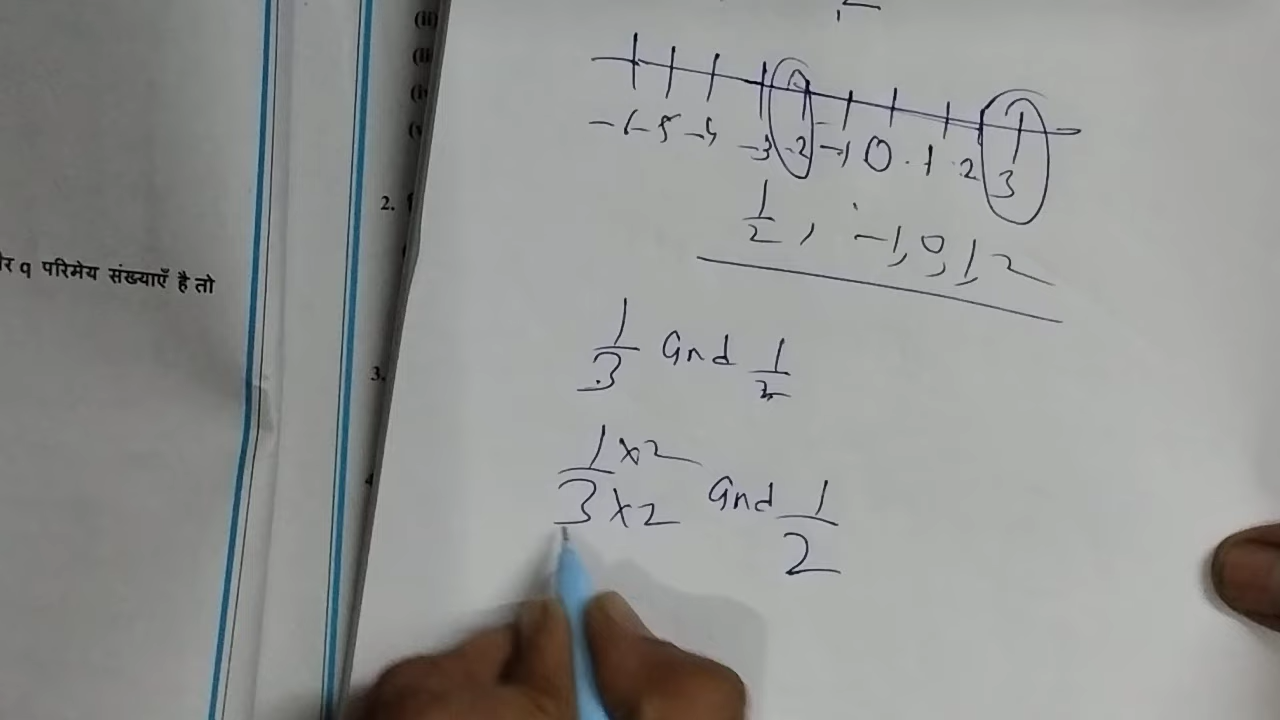 (ii)
-6 -5 -4 -3 -2 -1 0 1 2 3
1/2, -1, 0, 1, 2
2.
q परिमेय संख्याएँ है तो
1/3 and 1/2
3.
1×2/3×2 and 1/2